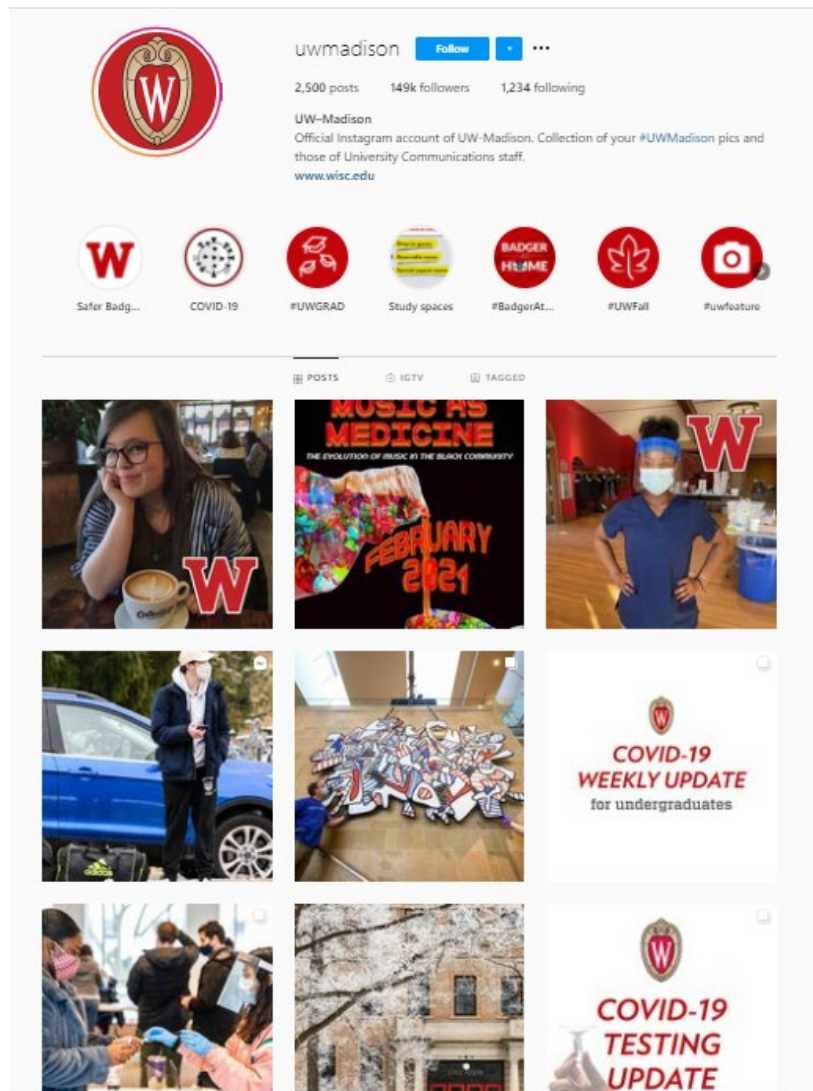 W
uwmadison Follow
2,500 posts 149k followers 1,234 following
UW–Madison
Official Instagram account of UW-Madison. Collection of your #UWMadison pics and
those of University Communications staff.
www.wisc.edu
W
BADGER
AT
HOME
Safer Badg... COVID-19 #UWGRAD Study spaces #BadgerAt... #UWFall #uwfeature
POSTS IGTV TAGGED
MUSIC AS
MEDICINE
THE EVOLUTION OF MUSIC IN THE BLACK COMMUNITY
FEBRUARY
2021
W
W
adidas
W
COVID-19
WEEKLY UPDATE
for undergraduates
W
COVID-19
TESTING
UPDATE